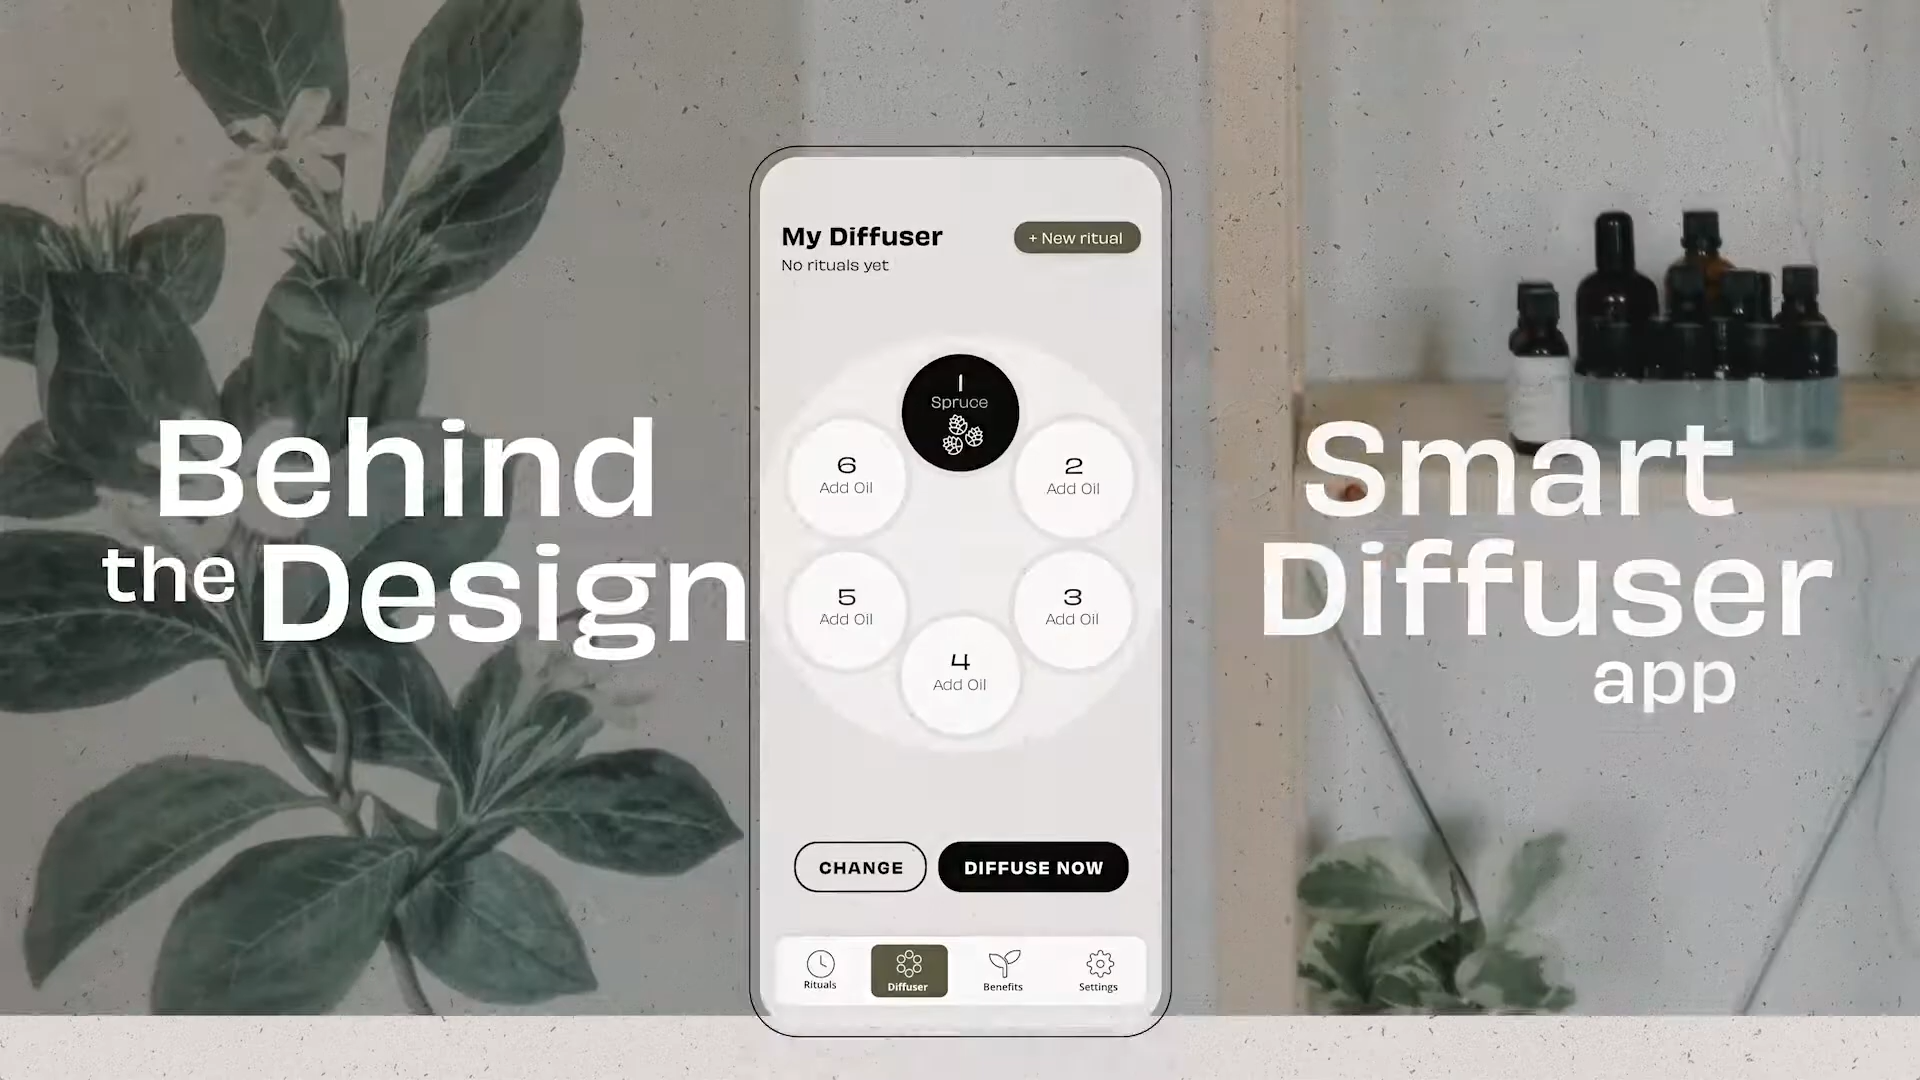 Behind
the Design
My Diffuser
No rituals yet
+ New ritual
1
Spruce
6
Add Oil
2
Add Oil
5
Add Oil
3
Add Oil
4
Add Oil
CHANGE
DIFFUSE NOW
Rituals
Diffuser
Benefits
Settings
Smart
Diffuser
app